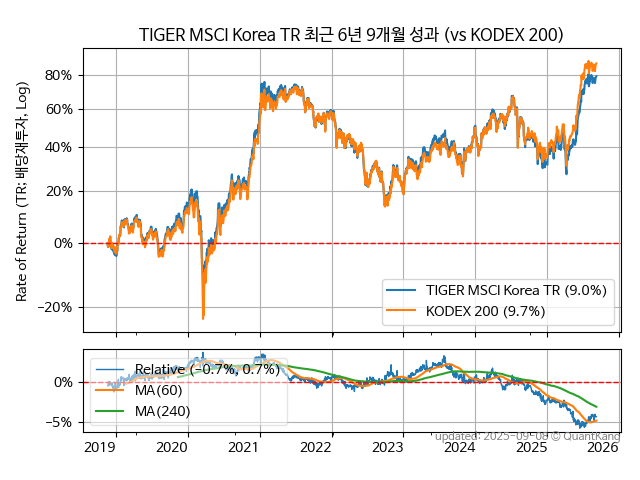 TIGER MSCI Korea TR 최근 6년 9개월 성과 (vs KODEX 200)
Rate of Return (TR: 배당재투자, Log)
80%
60%
40%
20%
0%
−20%
TIGER MSCI Korea TR (9.0%)
KODEX 200 (9.7%)
0%
−5%
Relative (−0.7%, 0.7%)
MA(60)
MA(240)
updated: 2025-09-08 © QuantKang
2019 2020 2021 2022 2023 2024 2025 2026